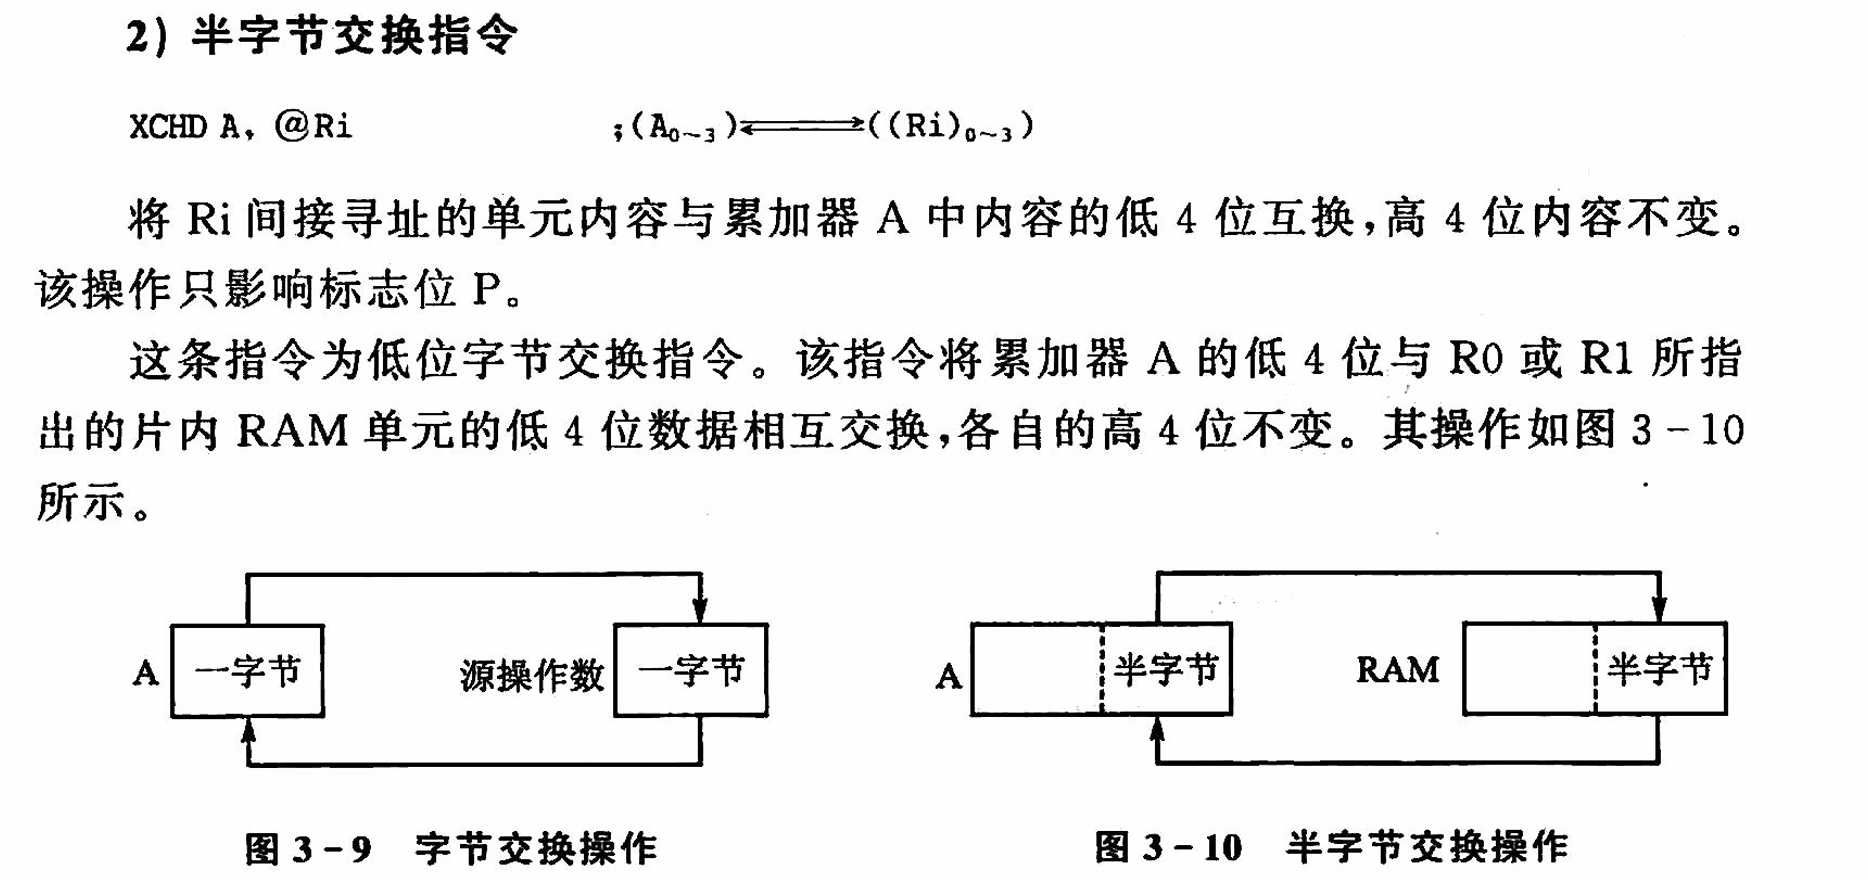 2) 半字节交换指令
XCHD A, @Ri ;(A0~3)⇌((Ri)0~3)
将 Ri 间接寻址的单元内容与累加器 A 中内容的低 4 位互换,高 4 位内容不变。
该操作只影响标志位 P。
这条指令为低位字节交换指令。该指令将累加器 A 的低 4 位与 R0 或 R1 所指
出的片内 RAM 单元的低 4 位数据相互交换,各自的高 4 位不变。其操作如图 3-10
所示。
A 一字节 源操作数 一字节
A 半字节 RAM 半字节
图 3-9 字节交换操作
图 3-10 半字节交换操作